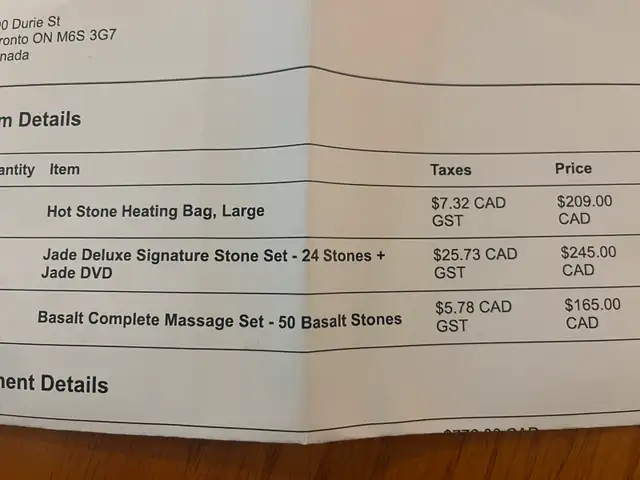 0 Durie St
ronto ON M6S 3G7
nada
m Details
antity Item Taxes Price
Hot Stone Heating Bag, Large $7.32 CAD GST $209.00 CAD
Jade Deluxe Signature Stone Set - 24 Stones +
Jade DVD $25.73 CAD GST $245.00 CAD
Basalt Complete Massage Set - 50 Basalt Stones $5.78 CAD GST $165.00 CAD
ment Details